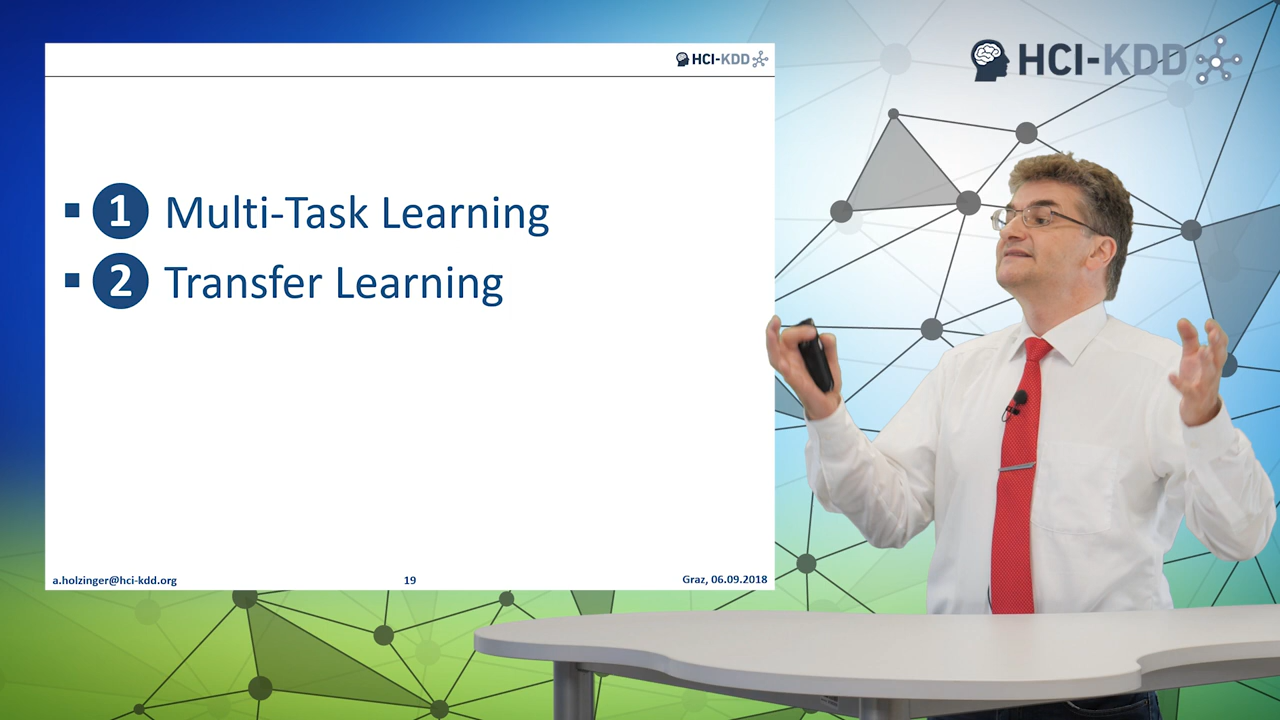 HCI-KDD
HCI-KDD
▪ 1 Multi-Task Learning
▪ 2 Transfer Learning
a.holzinger@hci-kdd.org 19 Graz, 06.09.2018